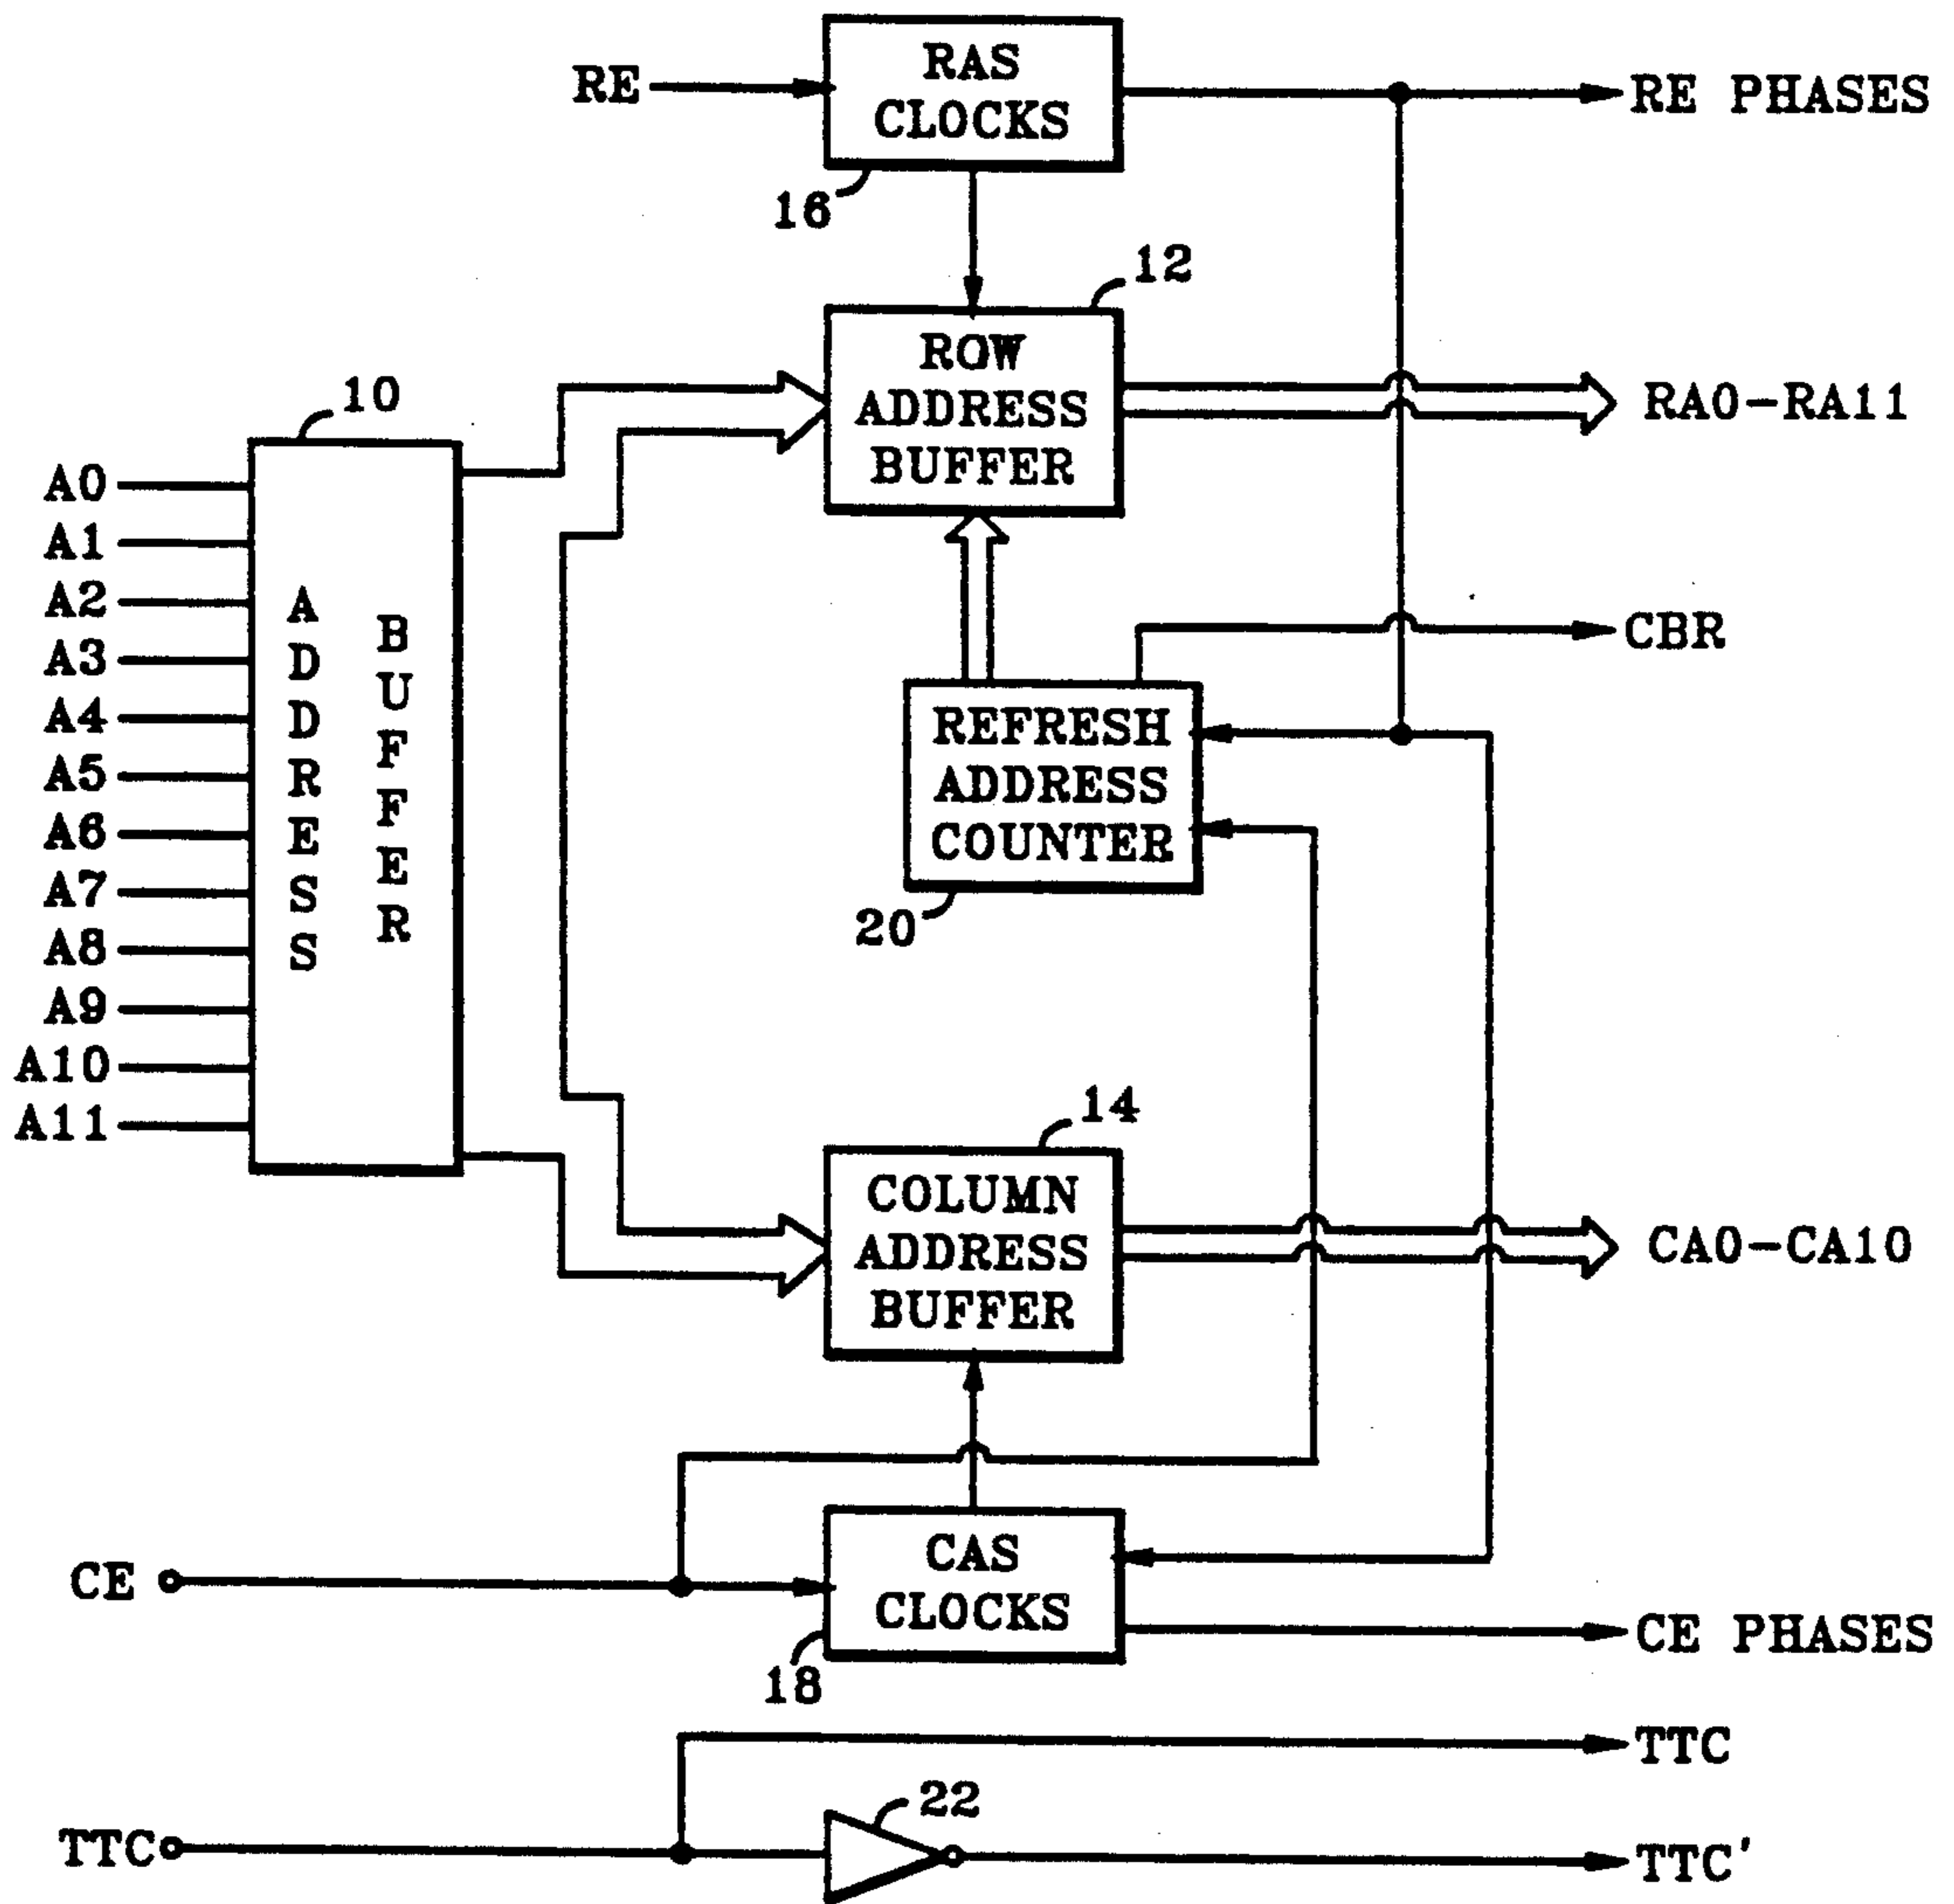 RE
RAS
CLOCKS
RE PHASES
16
12
ROW
ADDRESS
BUFFER
RA0-RA11
10
A0
A1
A2
A3
A4
A5
A6
A7
A8
A9
A10
A11
ADDRESS
BUFFER
CBR
REFRESH
ADDRESS
COUNTER
20
14
COLUMN
ADDRESS
BUFFER
CA0-CA10
CE
CAS
CLOCKS
18
CE PHASES
TTC
22
TTC
TTC'